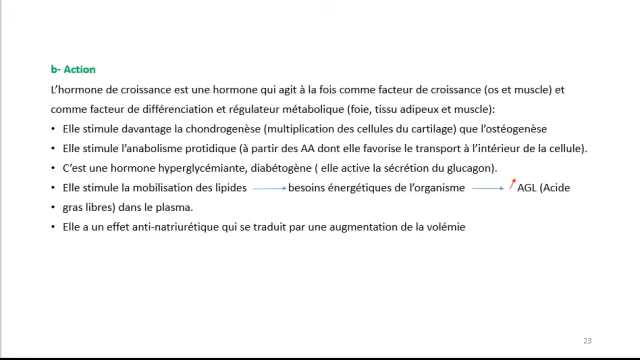 b- Action
L'hormone de croissance est une hormone qui agit à la fois comme facteur de croissance (os et muscle) et
comme facteur de différenciation et régulateur métabolique (foie, tissu adipeux et muscle):
• Elle stimule davantage la chondrogenèse (multiplication des cellules du cartilage) que l'ostéogenèse
• Elle stimule l'anabolisme protidique (à partir des AA dont elle favorise le transport à l'intérieur de la cellule).
• C'est une hormone hyperglycémiante, diabétogène ( elle active la sécrétion du glucagon).
• Elle stimule la mobilisation des lipides → besoins énergétiques de l'organisme → ↗ AGL (Acide
• gras libres) dans le plasma.
• Elle a un effet anti-natriurétique qui se traduit par une augmentation de la volémie
23